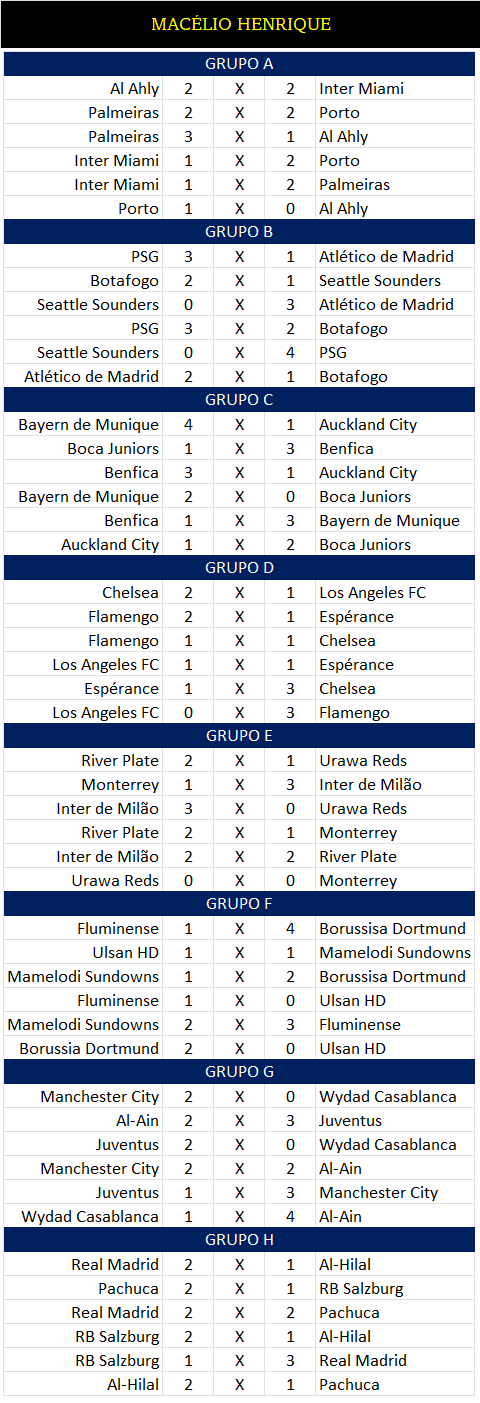 MACÉLIO HENRIQUE
GRUPO A
Al Ahly 2 X 2 Inter Miami
Palmeiras 2 X 2 Porto
Palmeiras 3 X 1 Al Ahly
Inter Miami 1 X 2 Porto
Inter Miami 1 X 2 Palmeiras
Porto 1 X 0 Al Ahly
GRUPO B
PSG 3 X 1 Atlético de Madrid
Botafogo 2 X 1 Seattle Sounders
Seattle Sounders 0 X 3 Atlético de Madrid
PSG 3 X 2 Botafogo
Seattle Sounders 0 X 4 PSG
Atlético de Madrid 2 X 1 Botafogo
GRUPO C
Bayern de Munique 4 X 1 Auckland City
Boca Juniors 1 X 3 Benfica
Benfica 3 X 1 Auckland City
Bayern de Munique 2 X 0 Boca Juniors
Benfica 1 X 3 Bayern de Munique
Auckland City 1 X 2 Boca Juniors
GRUPO D
Chelsea 2 X 1 Los Angeles FC
Flamengo 2 X 1 Espérance
Flamengo 1 X 1 Chelsea
Los Angeles FC 1 X 1 Espérance
Espérance 1 X 3 Chelsea
Los Angeles FC 0 X 3 Flamengo
GRUPO E
River Plate 2 X 1 Urawa Reds
Monterrey 1 X 3 Inter de Milão
Inter de Milão 3 X 0 Urawa Reds
River Plate 2 X 1 Monterrey
Inter de Milão 2 X 2 River Plate
Urawa Reds 0 X 0 Monterrey
GRUPO F
Fluminense 1 X 4 Borussisa Dortmund
Ulsan HD 1 X 1 Mamelodi Sundowns
Mamelodi Sundowns 1 X 2 Borussisa Dortmund
Fluminense 1 X 0 Ulsan HD
Mamelodi Sundowns 2 X 3 Fluminense
Borussia Dortmund 2 X 0 Ulsan HD
GRUPO G
Manchester City 2 X 0 Wydad Casablanca
Al-Ain 2 X 3 Juventus
Juventus 2 X 0 Wydad Casablanca
Manchester City 2 X 2 Al-Ain
Juventus 1 X 3 Manchester City
Wydad Casablanca 1 X 4 Al-Ain
GRUPO H
Real Madrid 2 X 1 Al-Hilal
Pachuca 2 X 1 RB Salzburg
Real Madrid 2 X 2 Pachuca
RB Salzburg 2 X 1 Al-Hilal
RB Salzburg 1 X 3 Real Madrid
Al-Hilal 2 X 1 Pachuca